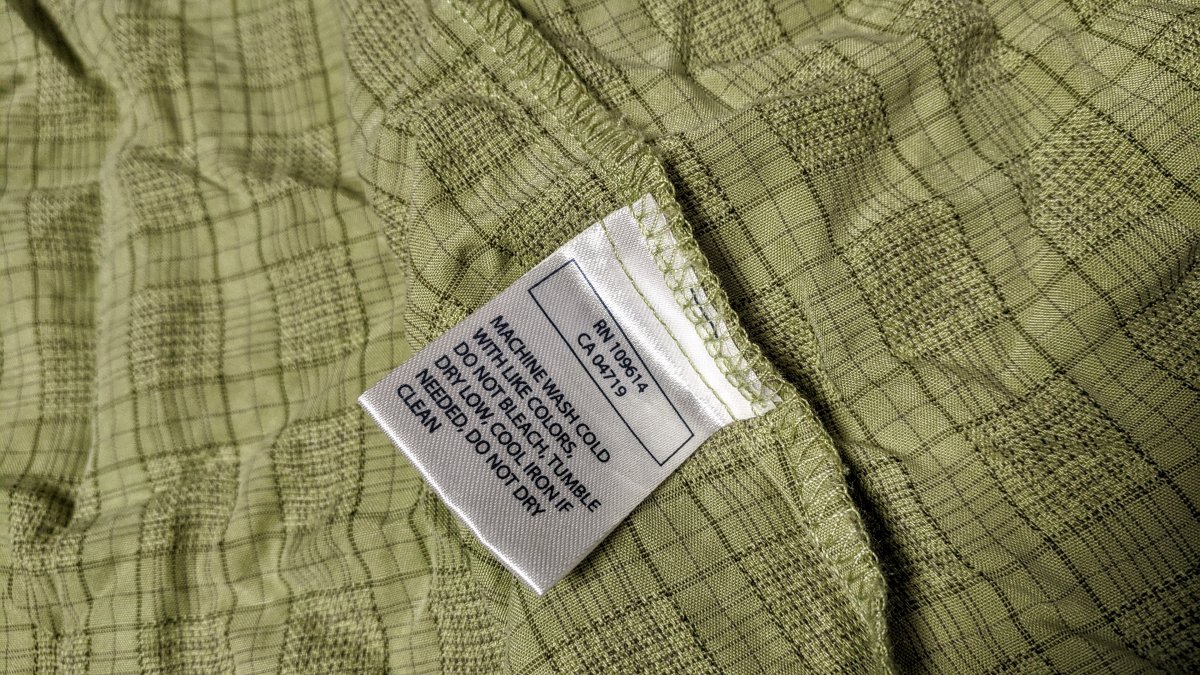 RN 109614
CA 04719
MACHINE WASH COLD
WITH LIKE COLORS,
DO NOT BLEACH, TUMBLE
DRY LOW, COOL IRON IF
NEEDED, DO NOT DRY
CLEAN